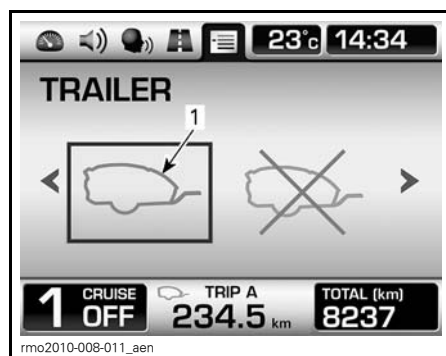 23°c 14:34
TRAILER
1
1 CRUISE OFF TRIP A 234.5 km TOTAL (km) 8237
rmo2010-008-011_aen